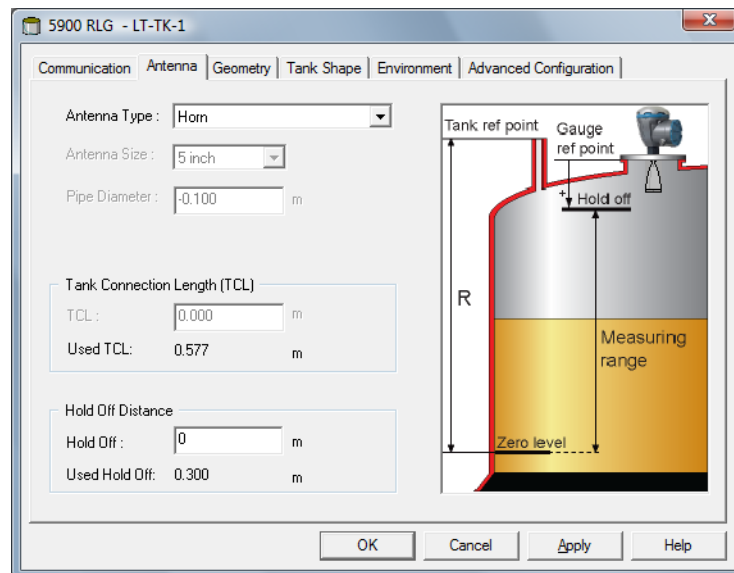 5900 RLG - LT-TK-1
Communication Antenna Geometry Tank Shape Environment Advanced Configuration
Antenna Type : Horn
Antenna Size : 5 inch
Pipe Diameter : -0.100 m
Tank Connection Length (TCL)
TCL : 0.000 m
Used TCL: 0.577 m
Hold Off Distance
Hold Off : 0 m
Used Hold Off: 0.300 m
Tank ref point
Gauge
ref point
+
Hold off
R
Measuring
range
Zero level
OK Cancel Apply Help